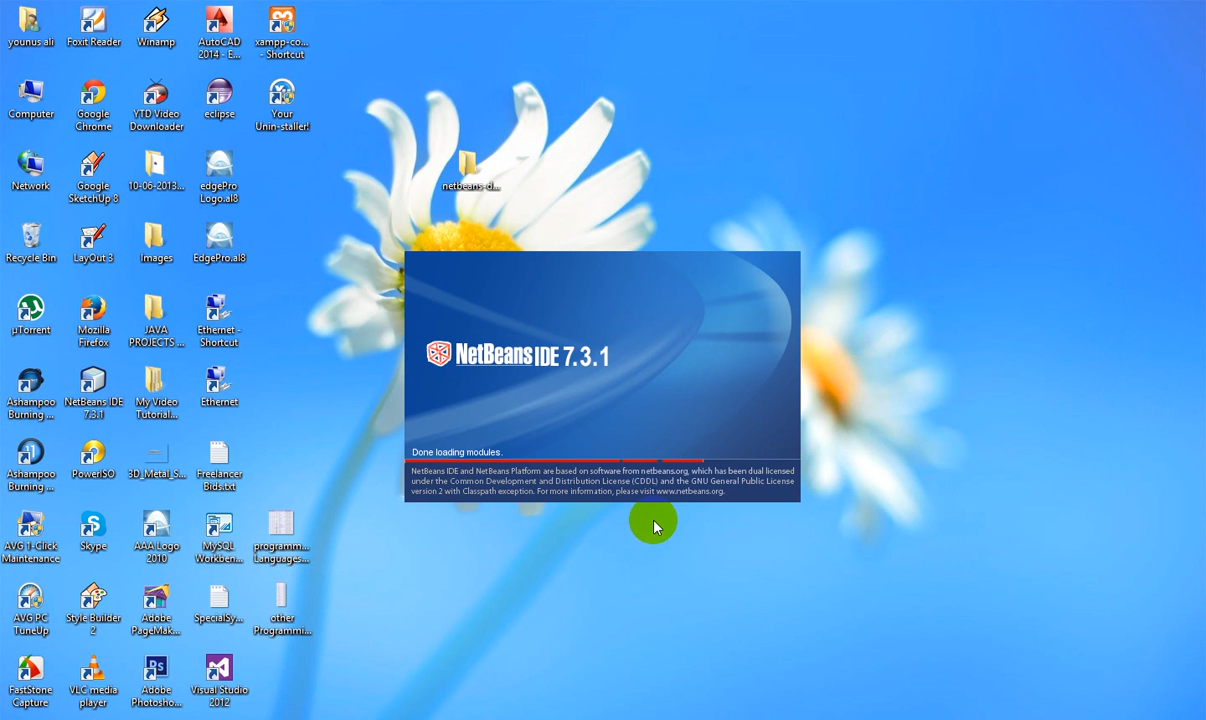 younus ali
Foxit Reader
Winamp
AutoCAD
2014 - E...
xampp-co...
- Shortcut
Computer
Google
Chrome
YTD Video
Downloader
eclipse
Your
Unin-staller!
Network
Google
SketchUp 8
10-06-2013...
edgePro
Logo.al8
netbeans-d...
Recycle Bin
LayOut 3
Images
EdgePro.al8
µTorrent
Mozilla
Firefox
JAVA
PROJECTS ...
Ethernet -
Shortcut
NetBeans IDE 7.3.1
Ashampoo
Burning ...
NetBeans IDE
7.3.1
My Video
Tutorial...
Ethernet
Done loading modules.
NetBeans IDE and NetBeans Platform are based on software from netbeans.org, which has been dual licensed
under the Common Development and Distribution License (CDDL) and the GNU General Public License
version 2 with Classpath exception. For more information, please visit www.netbeans.org.
Ashampoo
Burning ...
PowerISO
3D_Metal_S...
Freelancer
Bids.txt
AVG 1-Click
Maintenance
Skype
AAA Logo
2010
MySQL
Workben...
programm...
Languages...
AVG PC
TuneUp
Style Builder
2
Adobe
PageMak...
SpecialSy...
other
Programmi...
FastStone
Capture
VLC media
player
Ps
Adobe
Photosho...
Visual Studio
2012